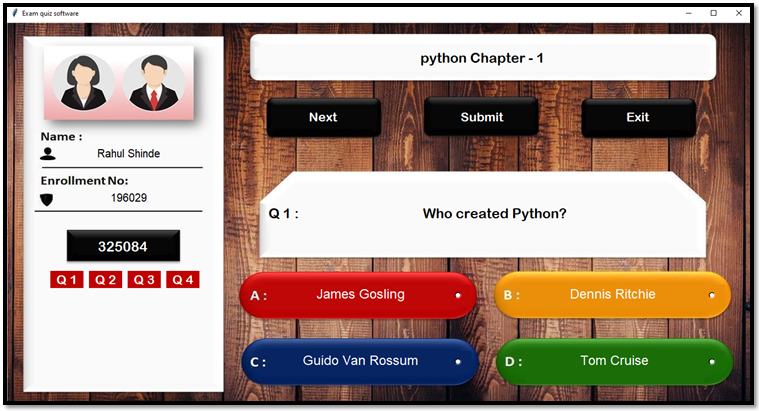 Exam quiz software
python Chapter - 1
Next Submit Exit
Name :
Rahul Shinde
Enrollment No:
196029
325084
Q 1 Q 2 Q 3 Q 4
Q 1 : Who created Python?
A : James Gosling
B : Dennis Ritchie
C : Guido Van Rossum
D : Tom Cruise